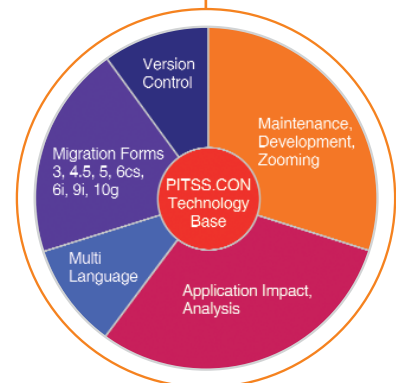 Version
Control
Maintenance,
Development,
Zooming
Migration Forms
3, 4.5, 5, 6cs,
6i, 9i, 10g
PITSS.CON
Technology
Base
Multi
Language
Application Impact,
Analysis